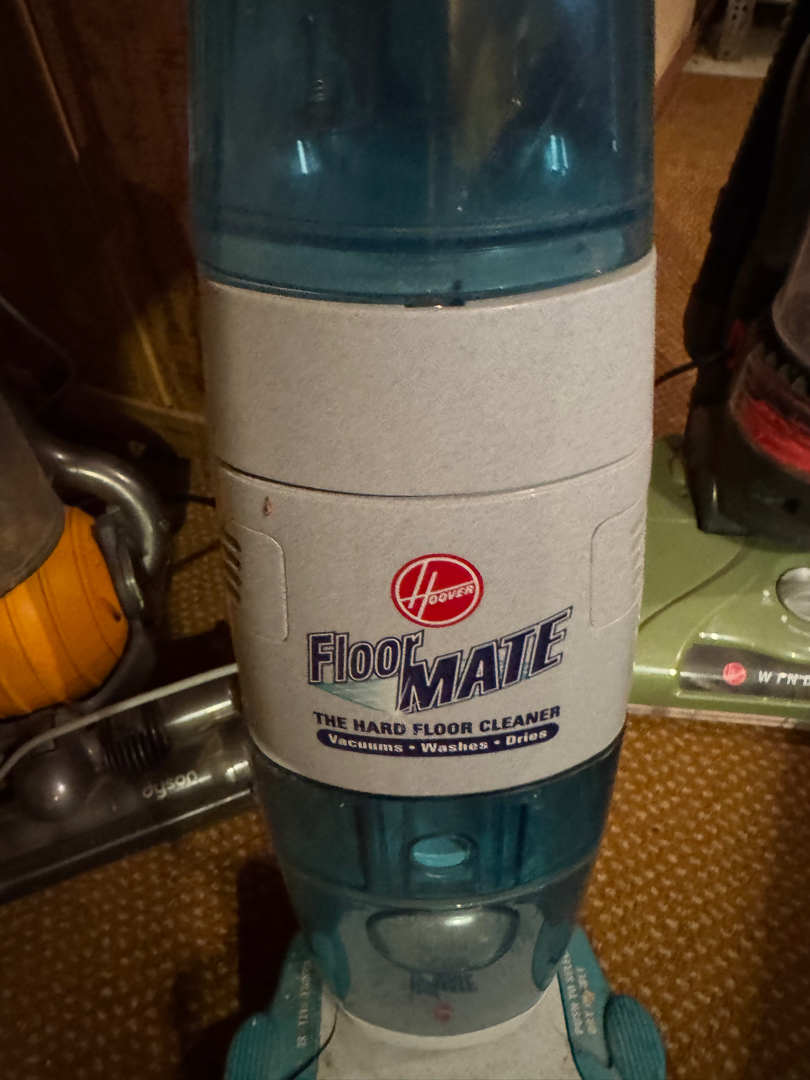 HOOVER
Floor MATE
THE HARD FLOOR CLEANER
Vacuums • Washes • Dries
dyson